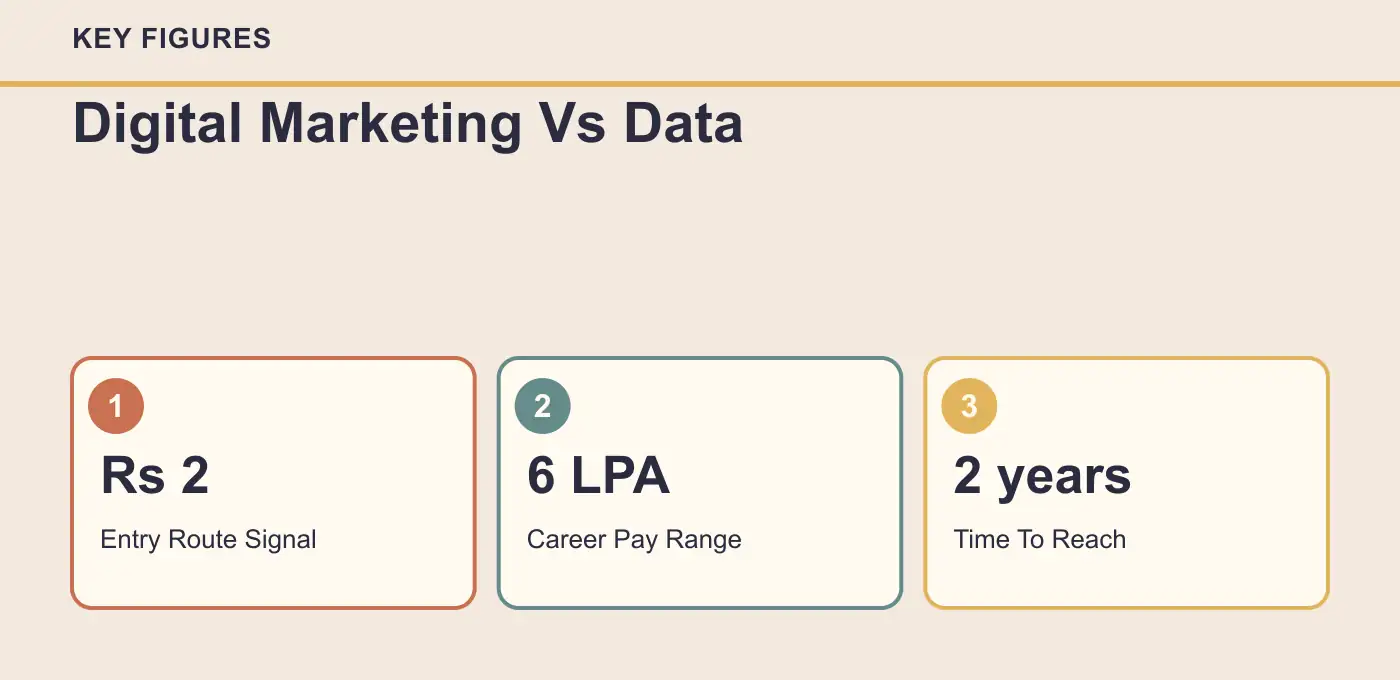 KEY FIGURES
Digital Marketing Vs Data
1
Rs 2
Entry Route Signal
2
6 LPA
Career Pay Range
3
2 years
Time To Reach